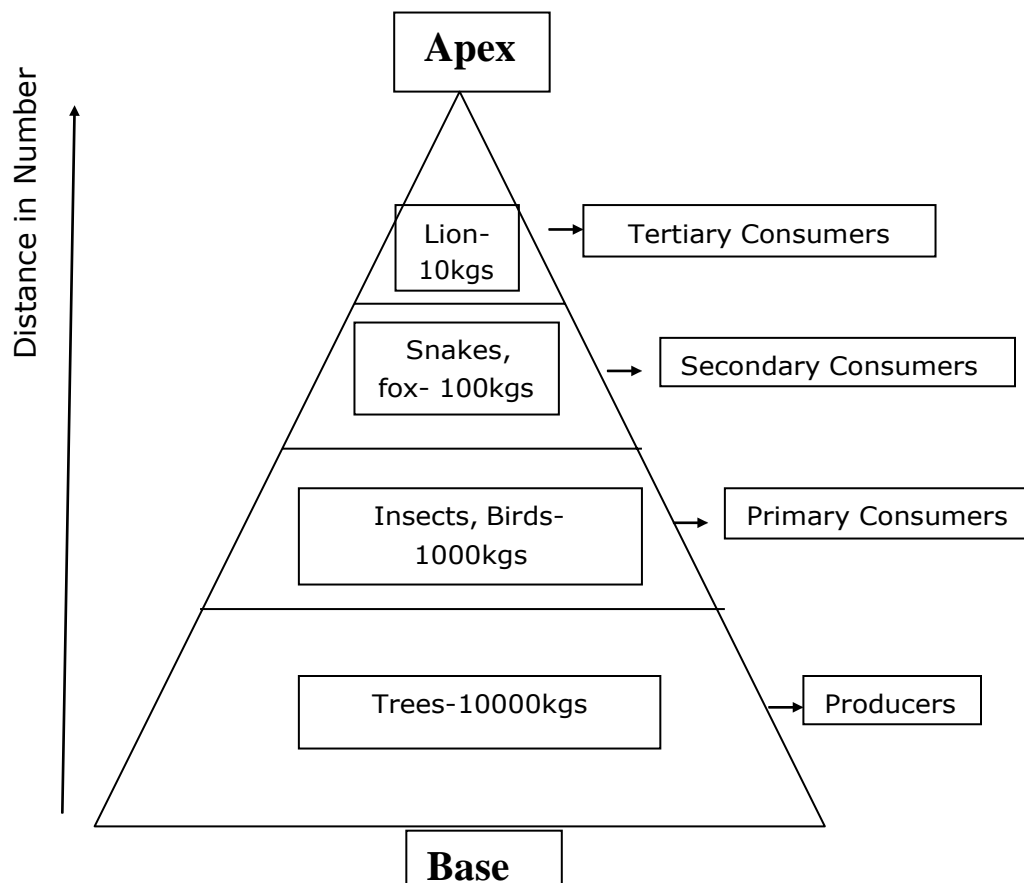 Apex
Distance in Number
Lion-
10kgs
Tertiary Consumers
Snakes,
fox- 100kgs
Secondary Consumers
Insects, Birds-
1000kgs
Primary Consumers
Trees-10000kgs
Producers
Base